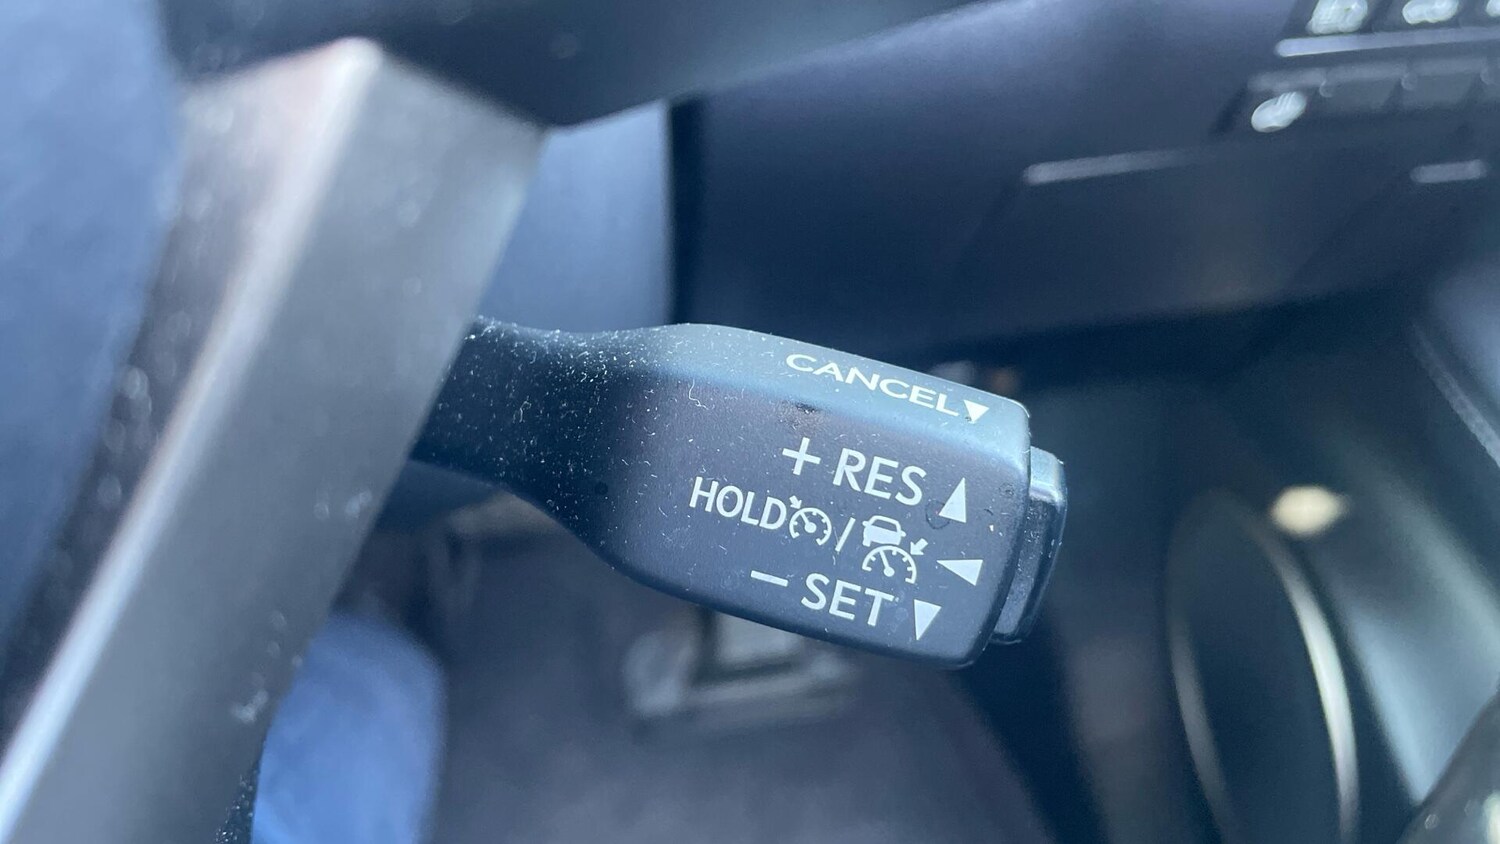 CANCEL▼
+ RES ▲
HOLD / ◀
− SET ▼